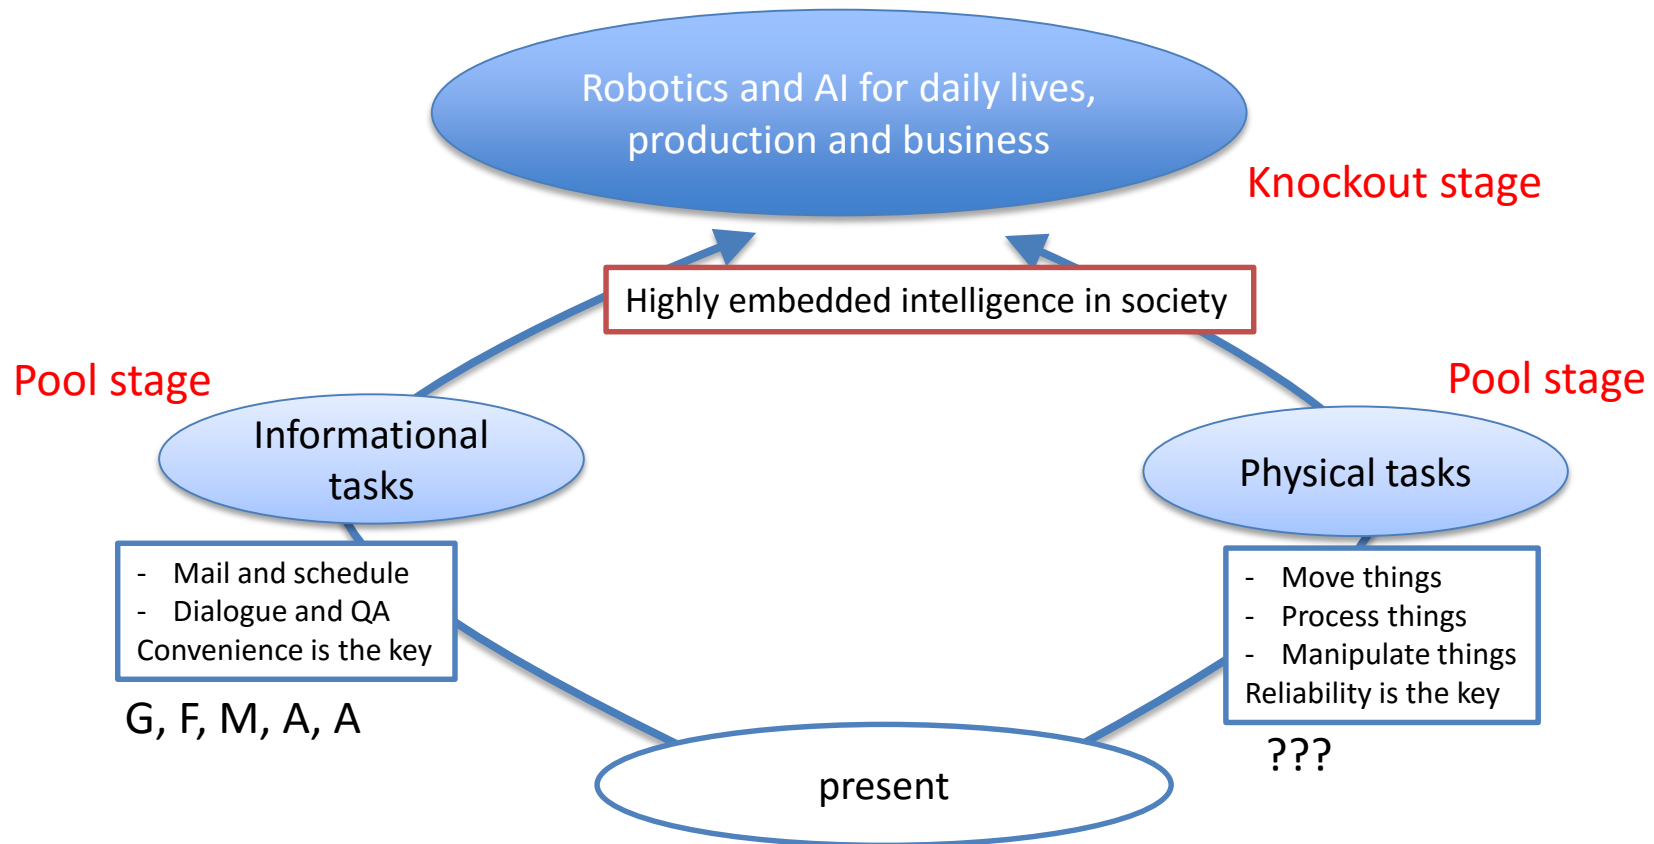 Robotics and AI for daily lives,
production and business
Knockout stage
Highly embedded intelligence in society
Pool stage
Pool stage
Informational
tasks
Physical tasks
- Mail and schedule
- Dialogue and QA
Convenience is the key
- Move things
- Process things
- Manipulate things
Reliability is the key
G, F, M, A, A
???
present